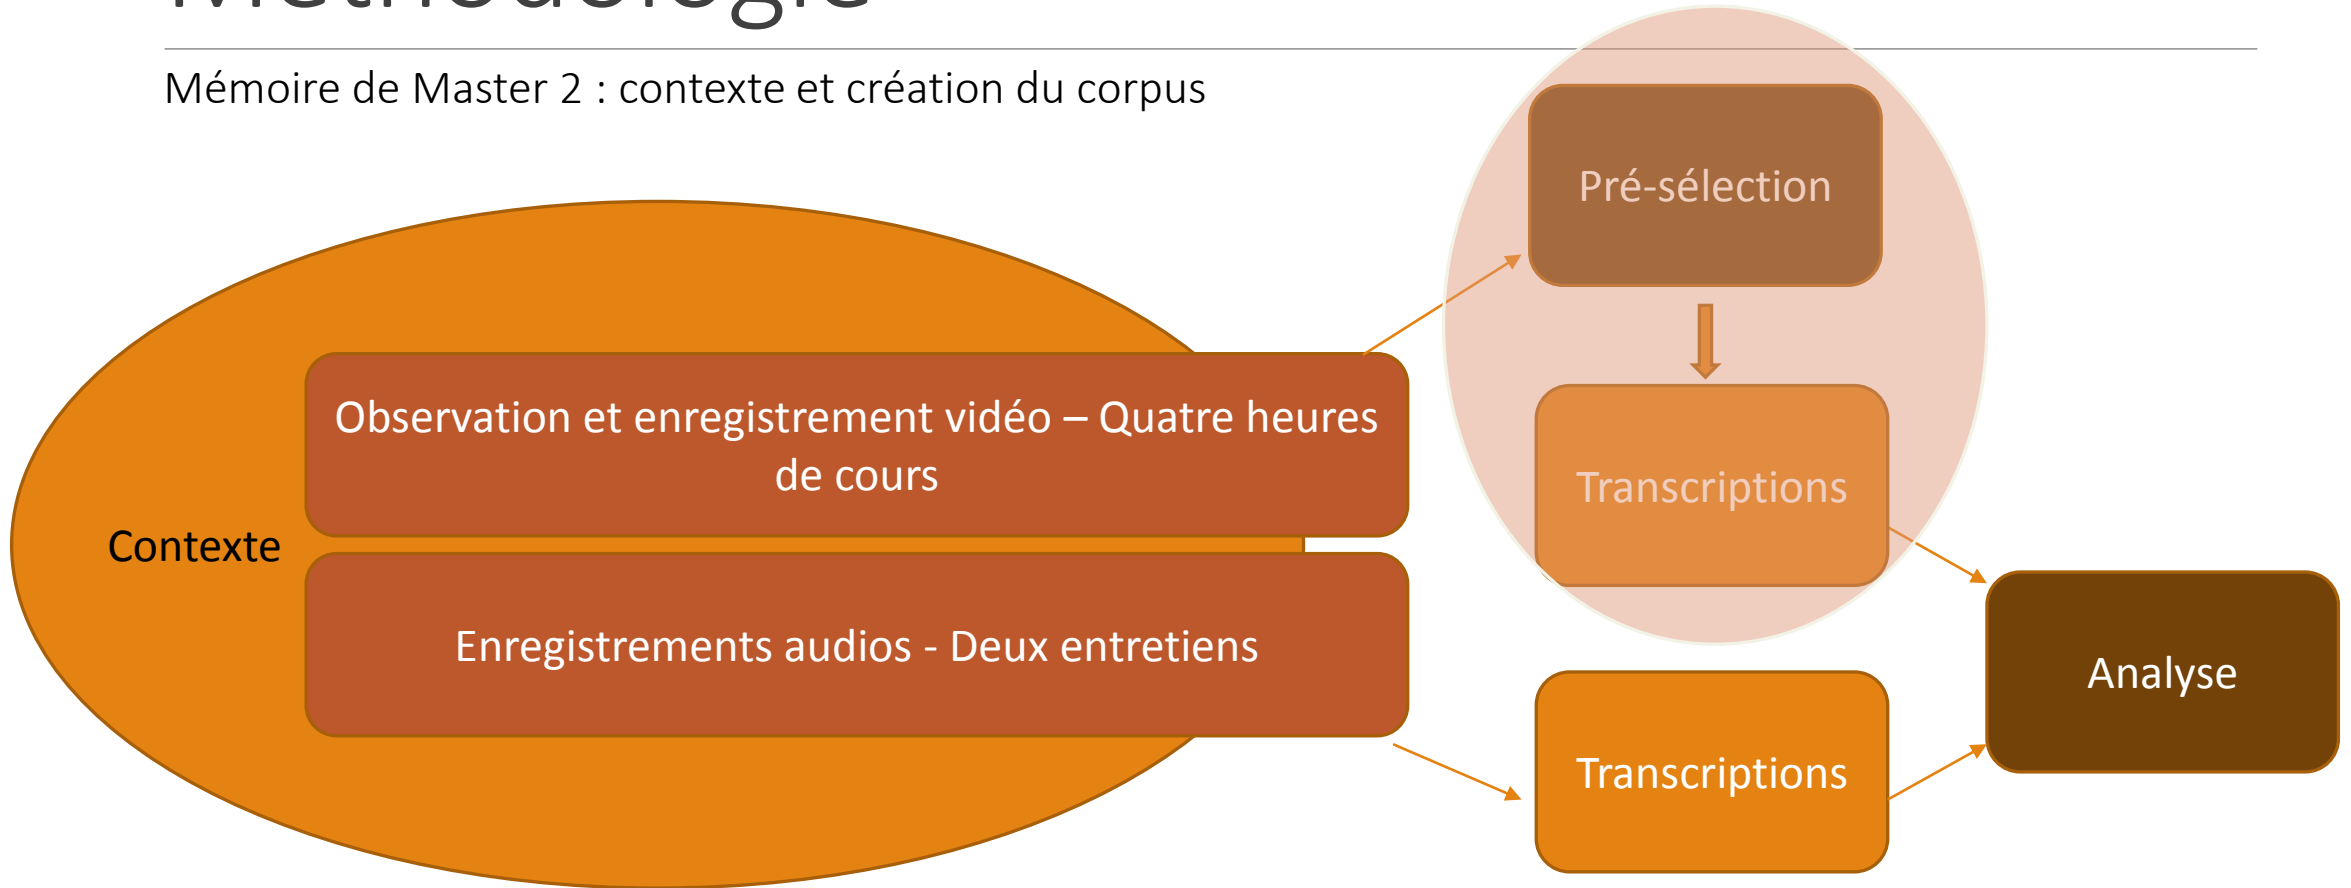 Méthodologie
Mémoire de Master 2 : contexte et création du corpus
Pré-sélection
Observation et enregistrement vidéo – Quatre heures
de cours
Transcriptions
Contexte
Enregistrements audios - Deux entretiens
Analyse
Transcriptions